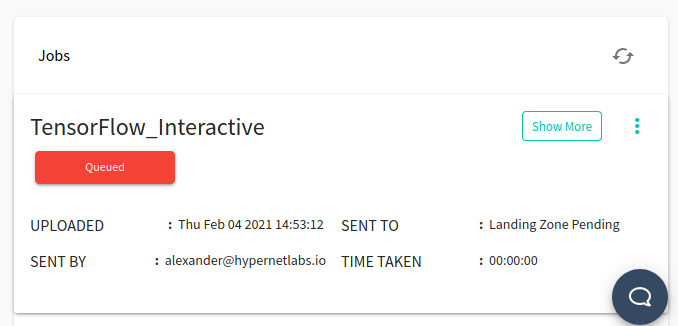 Jobs
TensorFlow_Interactive
Show More
Queued
UPLOADED : Thu Feb 04 2021 14:53:12 SENT TO : Landing Zone Pending
SENT BY : alexander@hypernetlabs.io TIME TAKEN : 00:00:00